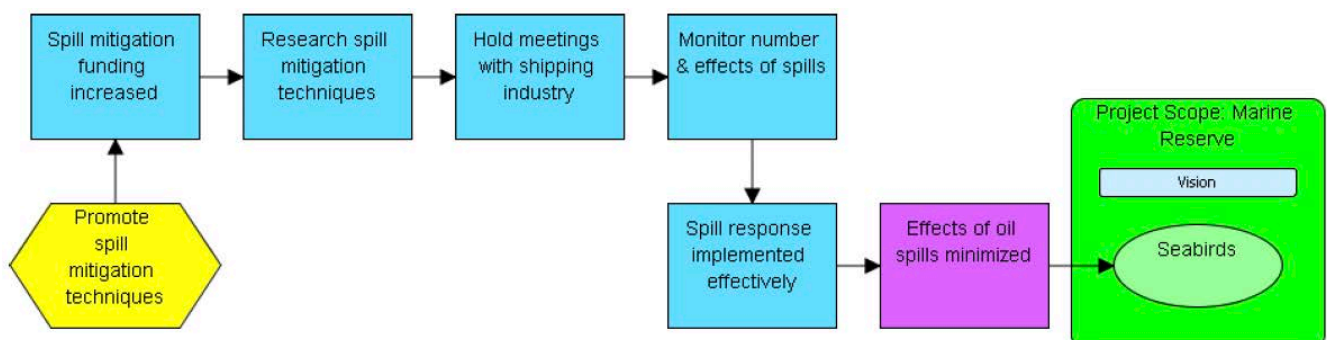 Spill mitigation
funding
increased
Research spill
mitigation
techniques
Hold meetings
with shipping
industry
Monitor number
& effects of spills
Project Scope: Marine
Reserve
Vision
Seabirds
Promote
spill
mitigation
techniques
Spill response
implemented
effectively
Effects of oil
spills minimized